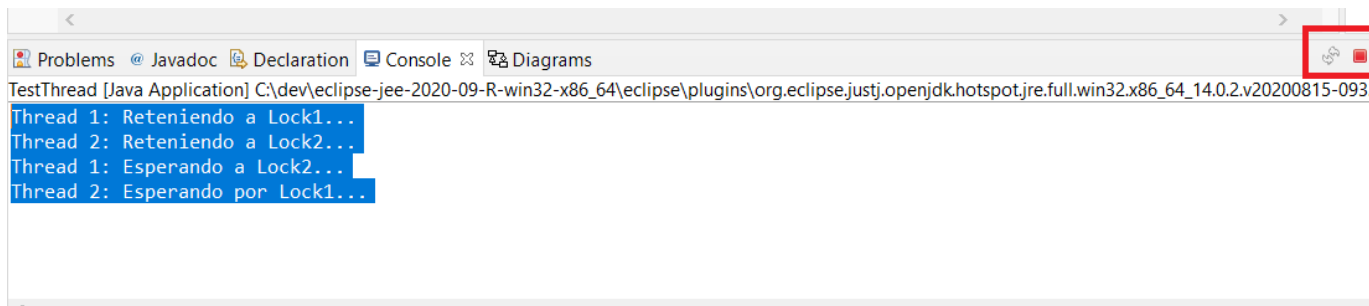 Problems @ Javadoc Declaration Console Diagrams
TestThread [Java Application] C:\dev\eclipse-jee-2020-09-R-win32-x86_64\eclipse\plugins\org.eclipse.justj.openjdk.hotspot.jre.full.win32.x86_64_14.0.2.v20200815-093
Thread 1: Reteniendo a Lock1...
Thread 2: Reteniendo a Lock2...
Thread 1: Esperando a Lock2...
Thread 2: Esperando por Lock1...